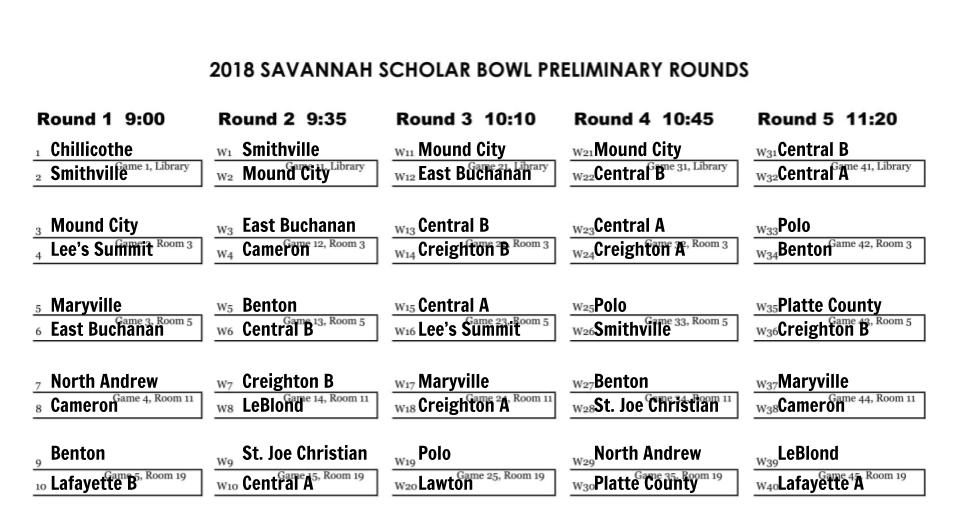 2018 SAVANNAH SCHOLAR BOWL PRELIMINARY ROUNDS
Round 1 9:00
1 Chillicothe
Game 1, Library
2 Smithville
3 Mound City
Game 2, Room 3
4 Lee's Summit
5 Maryville
Game 3, Room 5
6 East Buchanan
7 North Andrew
Game 4, Room 11
8 Cameron
9 Benton
Game 5, Room 19
10 Lafayette B
Round 2 9:35
W1 Smithville
Game 11, Library
W2 Mound City
W3 East Buchanan
Game 12, Room 3
W4 Cameron
W5 Benton
Game 13, Room 5
W6 Central B
W7 Creighton B
Game 14, Room 11
W8 LeBlond
W9 St. Joe Christian
Game 15, Room 19
W10 Central A
Round 3 10:10
W11 Mound City
Game 21, Library
W12 East Buchanan
W13 Central B
Game 22, Room 3
W14 Creighton B
W15 Central A
Game 23, Room 5
W16 Lee's Summit
W17 Maryville
Game 24, Room 11
W18 Creighton A
W19 Polo
Game 25, Room 19
W20 Lawton
Round 4 10:45
W21 Mound City
Game 31, Library
W22 Central B
W23 Central A
Game 32, Room 3
W24 Creighton A
W25 Polo
Game 33, Room 5
W26 Smithville
W27 Benton
Game 34, Room 11
W28 St. Joe Christian
W29 North Andrew
Game 35, Room 19
W30 Platte County
Round 5 11:20
W31 Central B
Game 41, Library
W32 Central A
W33 Polo
Game 42, Room 3
W34 Benton
W35 Platte County
Game 43, Room 5
W36 Creighton B
W37 Maryville
Game 44, Room 11
W38 Cameron
W39 LeBlond
Game 45, Room 19
W40 Lafayette A